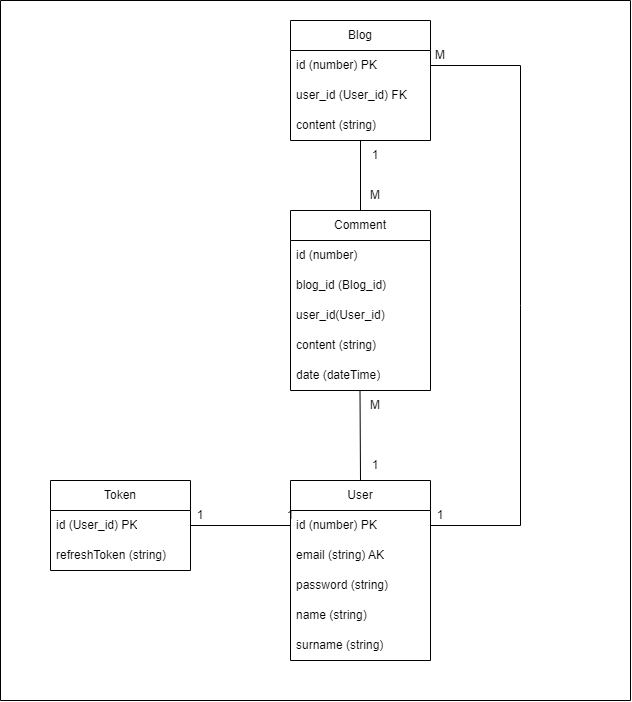 Blog
id (number) PK
M
user_id (User_id) FK
content (string)
1
M
Comment
id (number)
blog_id (Blog_id)
user_id(User_id)
content (string)
date (dateTime)
M
1
Token
User
id (User_id) PK
1
1
id (number) PK
1
refreshToken (string)
email (string) AK
password (string)
name (string)
surname (string)